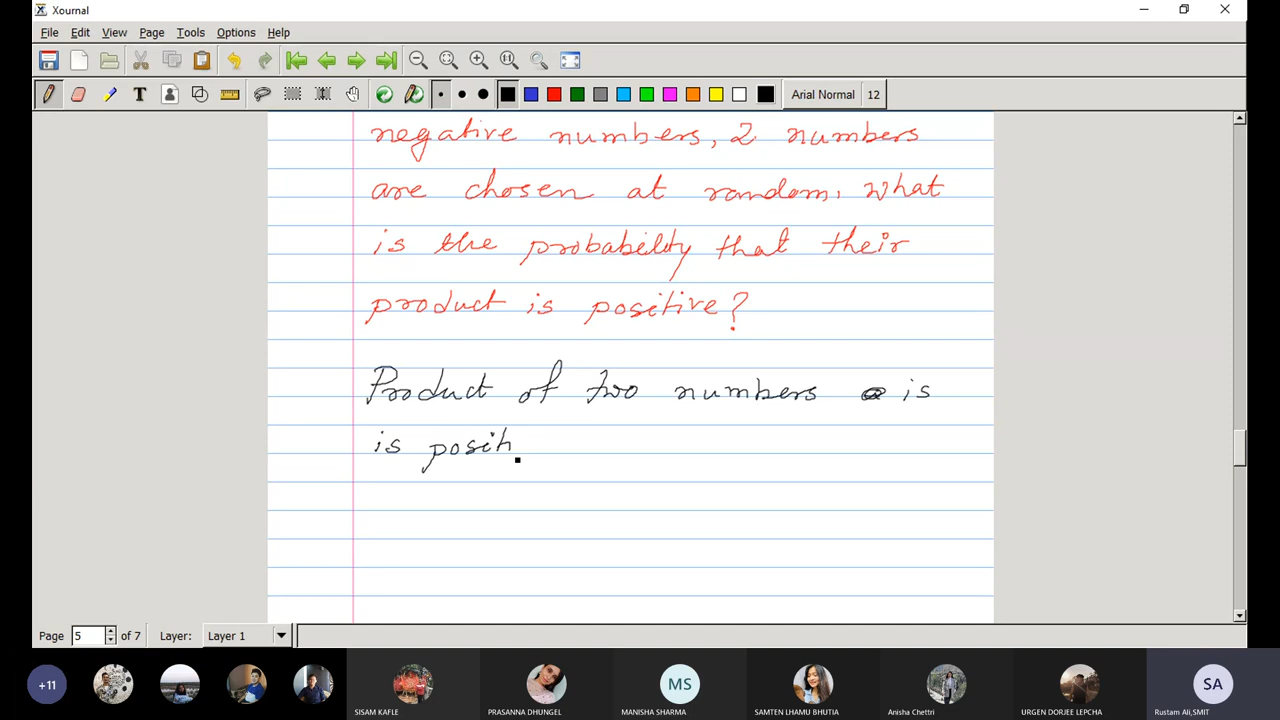 Xournal
File Edit View Page Tools Options Help
Arial Normal 12
negative numbers, 2 numbers
are chosen at random. What
is the probability that their
product is positive?
Product of two numbers is
is posit
Page 5 of 7 Layer: Layer 1
+11 SISAM KAFLE PRASANNA DHUNGEL MS MANISHA SHARMA SAMTEN LHAMU BHUTIA Anisha Chettri URGEN DORJEE LEPCHA SA Rustam Ali,SMIT